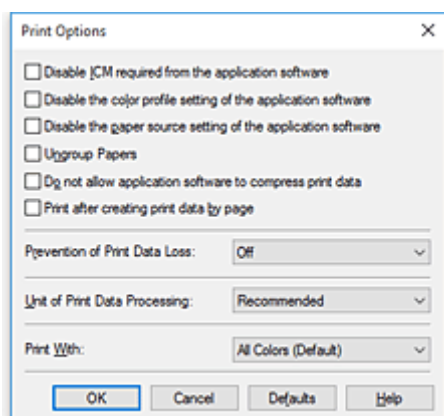 Print Options
Disable ICM required from the application software
Disable the color profile setting of the application software
Disable the paper source setting of the application software
Ungroup Papers
Do not allow application software to compress print data
Print after creating print data by page
Prevention of Print Data Loss: Off
Unit of Print Data Processing: Recommended
Print With: All Colors (Default)
OK Cancel Defaults Help